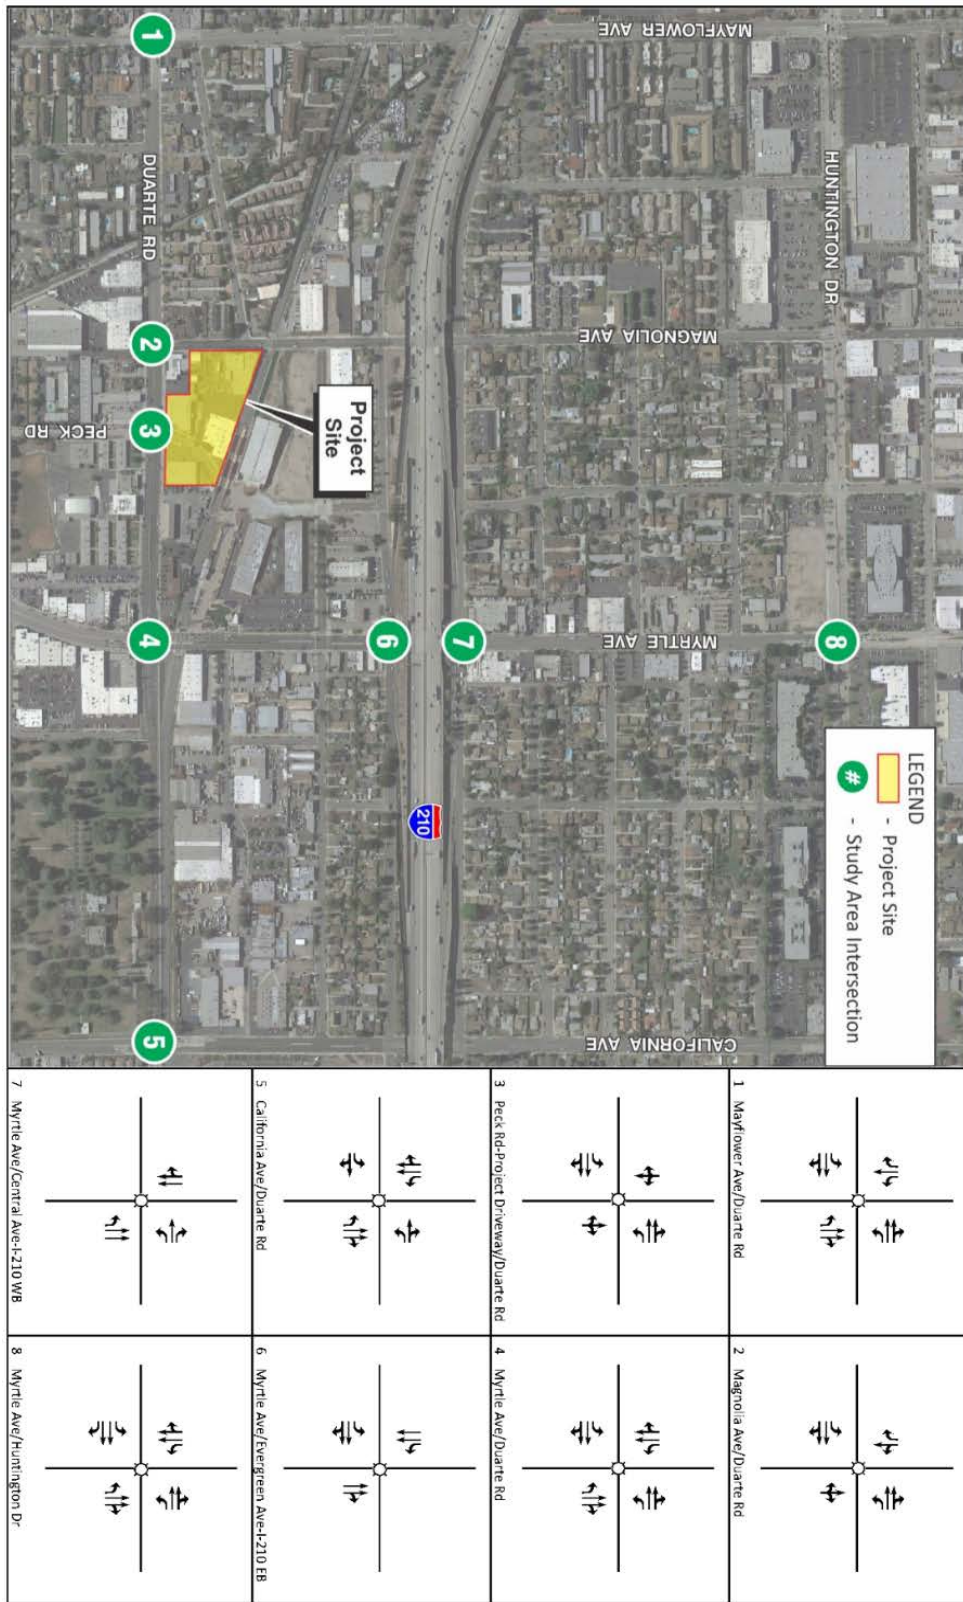 LEGEND
- Project Site
# - Study Area Intersection
MAYFLOWER AVE
HUNTINGTON DR
MAGNOLIA AVE
MYRTLE AVE
CALIFORNIA AVE
DUARTE RD
PECK RD
Project
Site
210
1
2
3
4
5
6
7
8
1 Mayflower Ave/Duarte Rd
2 Magnolia Ave/Duarte Rd
3 Peck Rd-Project Driveway/Duarte Rd
4 Myrtle Ave/Duarte Rd
5 California Ave/Duarte Rd
6 Myrtle Ave/Evergreen Ave-I-210 EB
7 Myrtle Ave/Central Ave-I-210 WB
8 Myrtle Ave/Huntington Dr